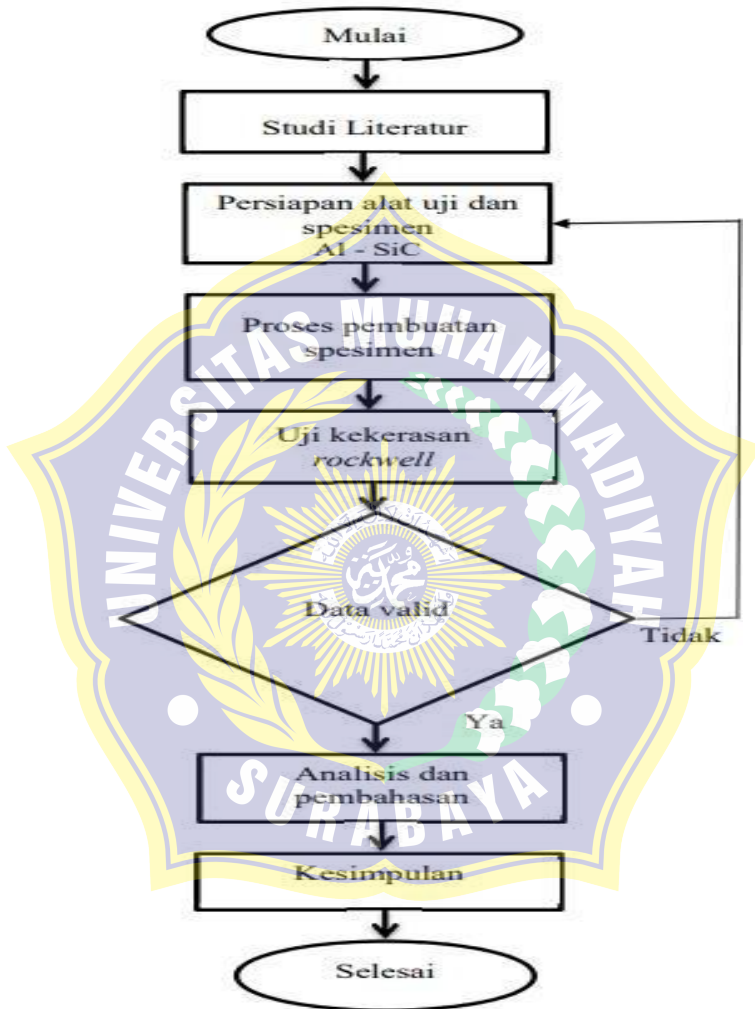 Mulai
Studi Literatur
Persiapan alat uji dan
spesimen
Al - SiC
Proses pembuatan
spesimen
Uji kekerasan
rockwell
Data valid
Tidak
Ya
Analisis dan
pembahasan
Kesimpulan
Selesai
UNIVERSITAS MUHAMMADIYAH
SURABAYA